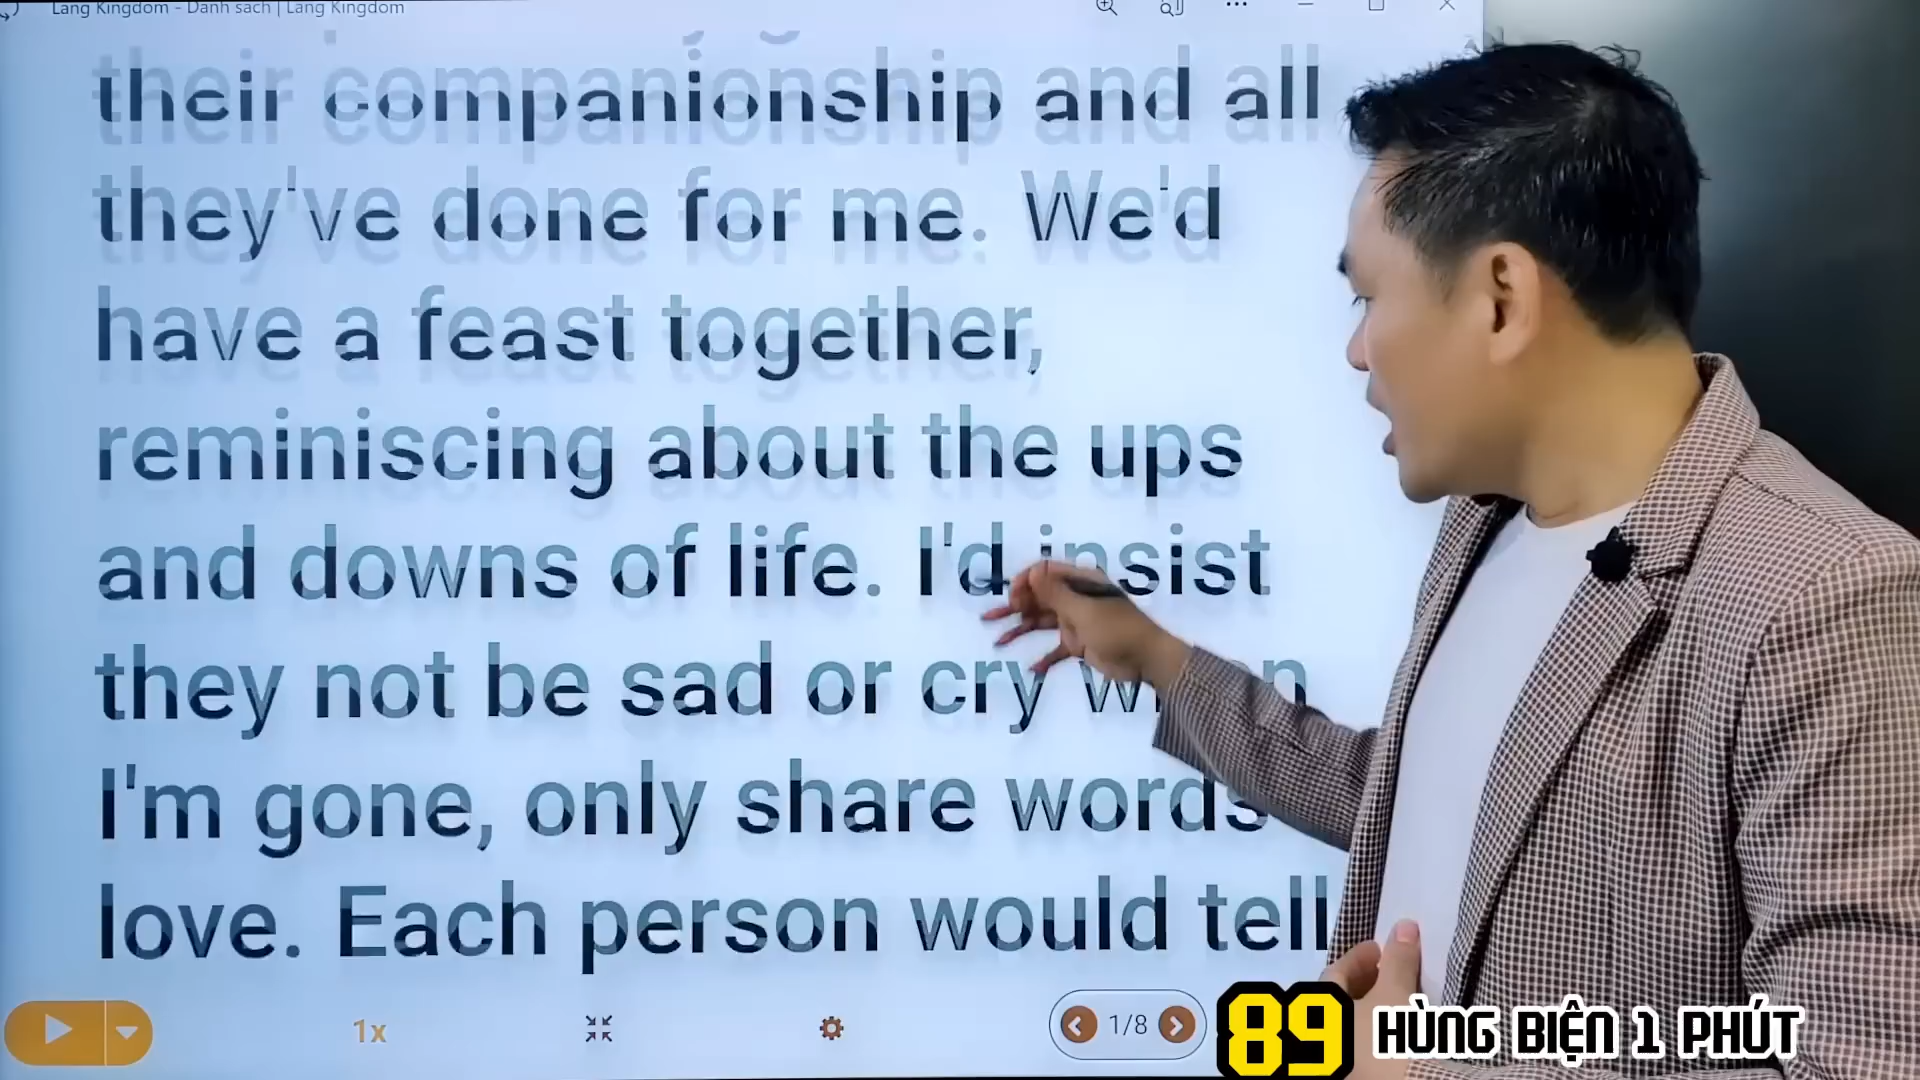 Lang Kingdom - Danh sách | Lang Kingdom
their companionship and all
they've done for me. We'd
have a feast together,
reminiscing about the ups
and downs of life. I'd insist
they not be sad or cry when
I'm gone, only share words
love. Each person would tell
1x
1/8
89 HÙNG BIỆN 1 PHÚT